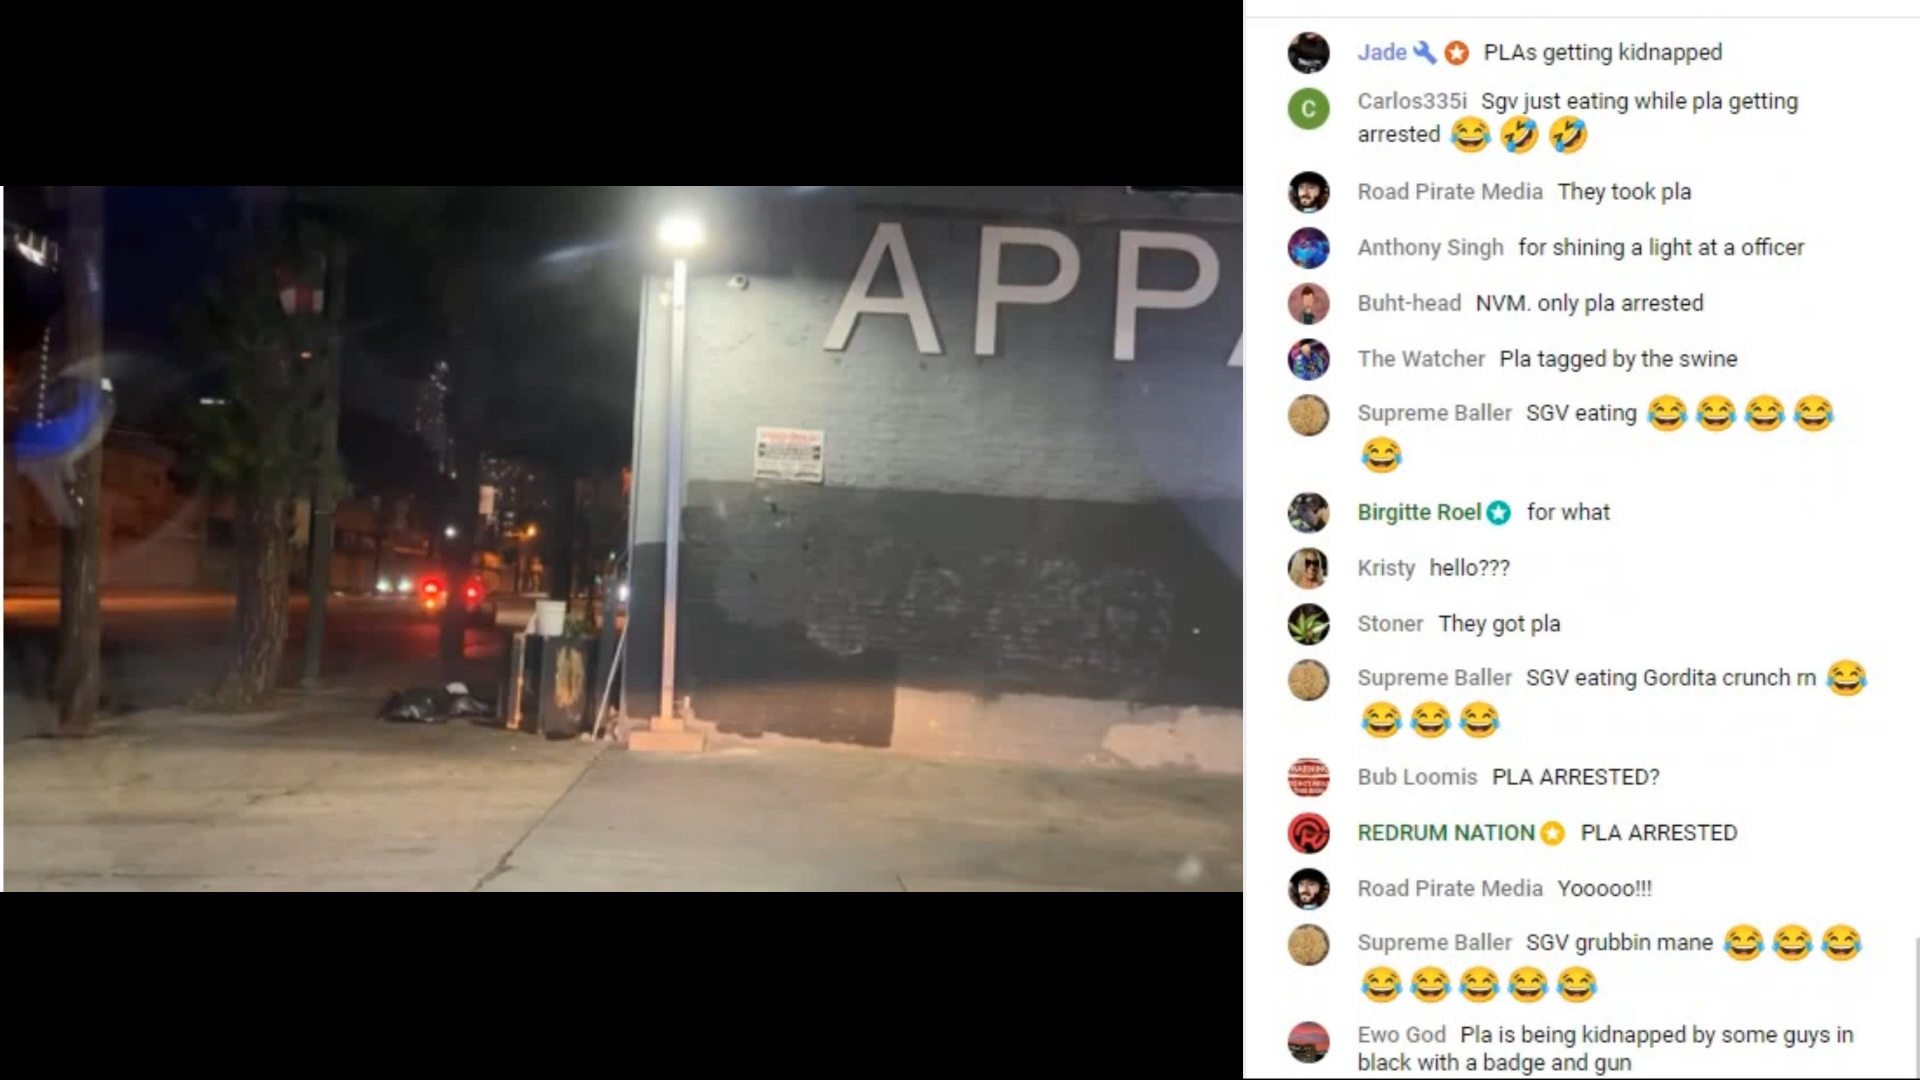 APP
Jade PLAs getting kidnapped
C
Carlos335i Sgv just eating while pla getting
arrested 😂 🤣 🤣
Road Pirate Media They took pla
Anthony Singh for shining a light at a officer
Buht-head NVM. only pla arrested
The Watcher Pla tagged by the swine
Supreme Baller SGV eating 😂 😂 😂 😂
😂
Birgitte Roel for what
Kristy hello???
Stoner They got pla
Supreme Baller SGV eating Gordita crunch rn 😂
😂 😂 😂
Bub Loomis PLA ARRESTED?
REDRUM NATION PLA ARRESTED
Road Pirate Media Yooooo!!!
Supreme Baller SGV grubbin mane 😂 😂 😂
😂 😂 😂 😂 😂
Ewo God Pla is being kidnapped by some guys in
black with a badge and gun